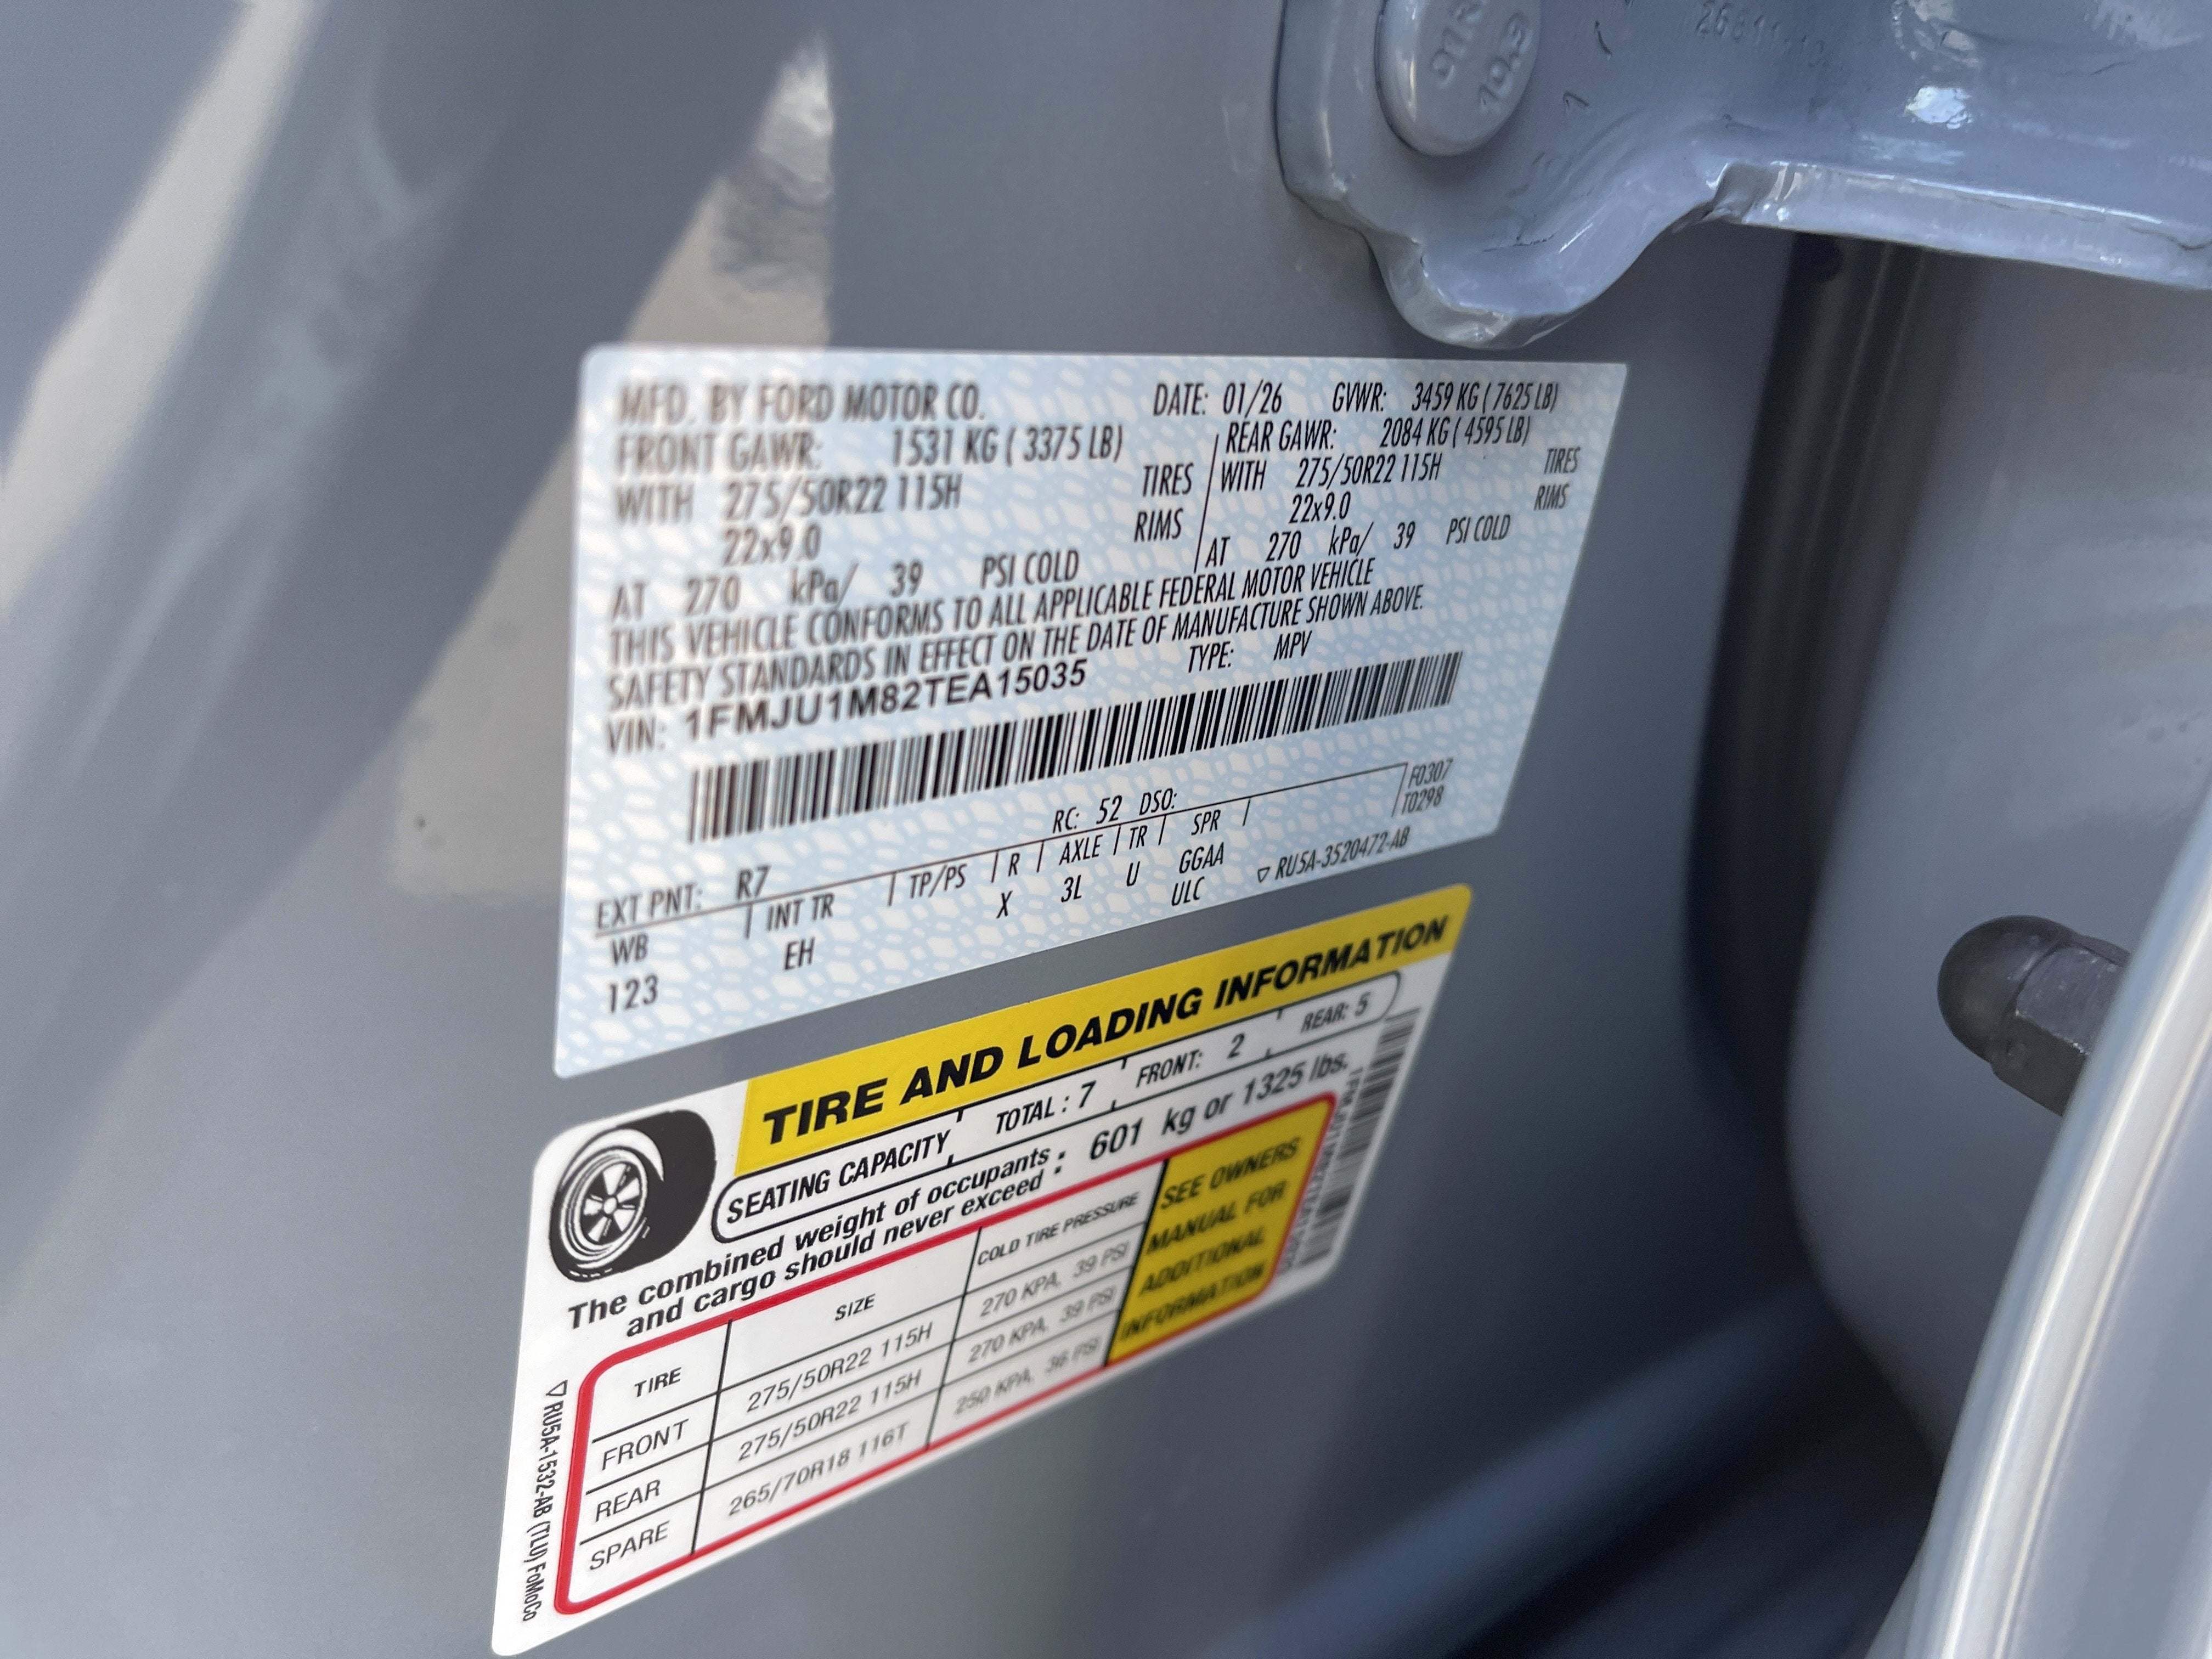 MFD. BY FORD MOTOR CO. DATE: 01/26 GVWR: 3459 KG ( 7625 LB)
FRONT GAWR: 1531 KG ( 3375 LB) REAR GAWR: 2084 KG ( 4595 LB)
WITH 275/50R22 115H TIRES WITH 275/50R22 115H TIRES
22x9.0 RIMS 22x9.0 RIMS
AT 270 kPa/ 39 PSI COLD AT 270 kPa/ 39 PSI COLD
THIS VEHICLE CONFORMS TO ALL APPLICABLE FEDERAL MOTOR VEHICLE
SAFETY STANDARDS IN EFFECT ON THE DATE OF MANUFACTURE SHOWN ABOVE.
VIN: 1FMJU1M82TEA15035 TYPE: MPV
F0307
T0298
EXT PNT: R7 RC: 52 DSO:
WB INT TR TP/PS R AXLE TR SPR
123 EH X 3L U GGAA
ULC ▽ RU5A-3520472-AB
TIRE AND LOADING INFORMATION
SEATING CAPACITY TOTAL : 7 FRONT: 2 REAR: 5
The combined weight of occupants
and cargo should never exceed : 601 kg or 1325 lbs.
TIRE SIZE COLD TIRE PRESSURE
FRONT 275/50R22 115H 270 KPA, 39 PSI
REAR 275/50R22 115H 270 KPA, 39 PSI
SPARE 265/70R18 116T 250 KPA, 36 PSI
SEE OWNERS
MANUAL FOR
ADDITIONAL
INFORMATION
▽RU5A-1532-AB (TLU) FoMoCo
10.9